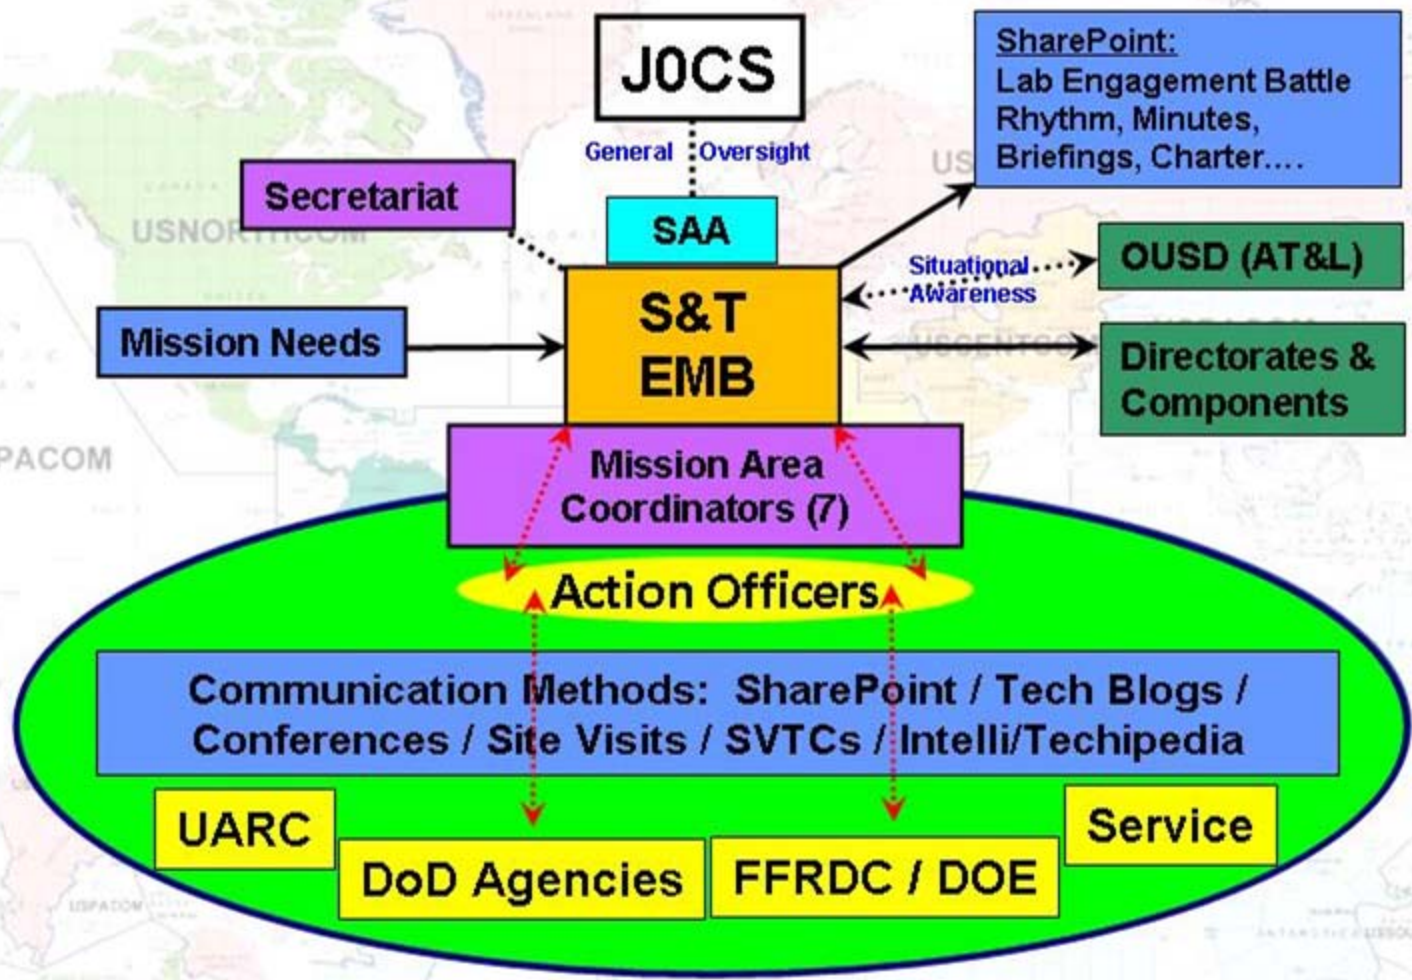 J0CS
General Oversight
SharePoint:
Lab Engagement Battle
Rhythm, Minutes,
Briefings, Charter....
Secretariat
USNORTHCOM
SAA
Situational
Awareness
OUSD (AT&L)
S&T
EMB
Mission Needs
Directorates &
Components
PACOM
Mission Area
Coordinators (7)
Action Officers
Communication Methods: SharePoint / Tech Blogs /
Conferences / Site Visits / SVTCs / Intelli/Techipedia
UARC
Service
DoD Agencies
FFRDC / DOE
USPACOM